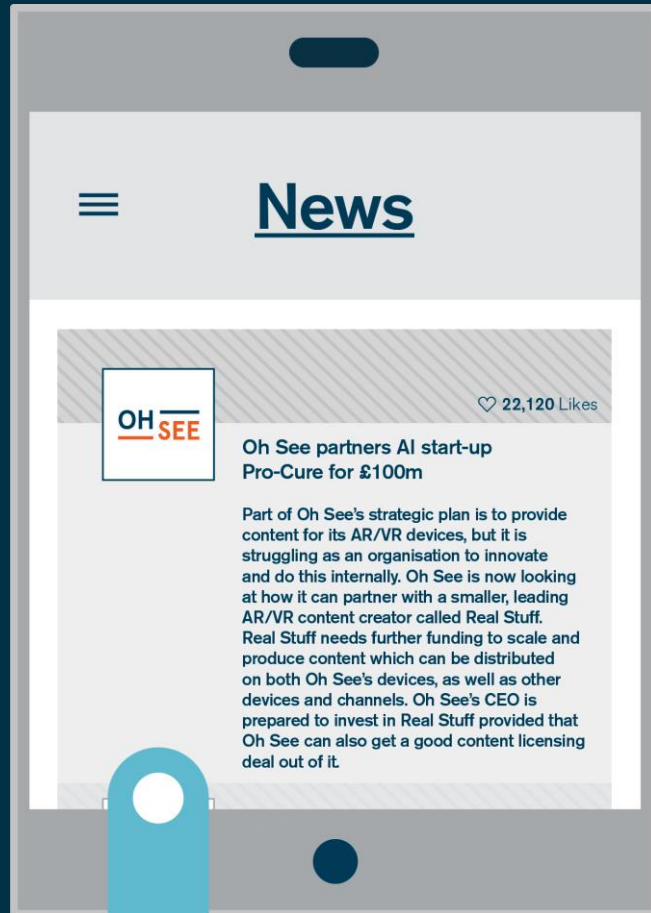 News
OH
SEE
22,120 Likes
Oh See partners AI start-up
Pro-Cure for £100m
Part of Oh See's strategic plan is to provide
content for its AR/VR devices, but it is
struggling as an organisation to innovate
and do this internally. Oh See is now looking
at how it can partner with a smaller, leading
AR/VR content creator called Real Stuff.
Real Stuff needs further funding to scale and
produce content which can be distributed
on both Oh See's devices, as well as other
devices and channels. Oh See's CEO is
prepared to invest in Real Stuff provided that
Oh See can also get a good content licensing
deal out of it.